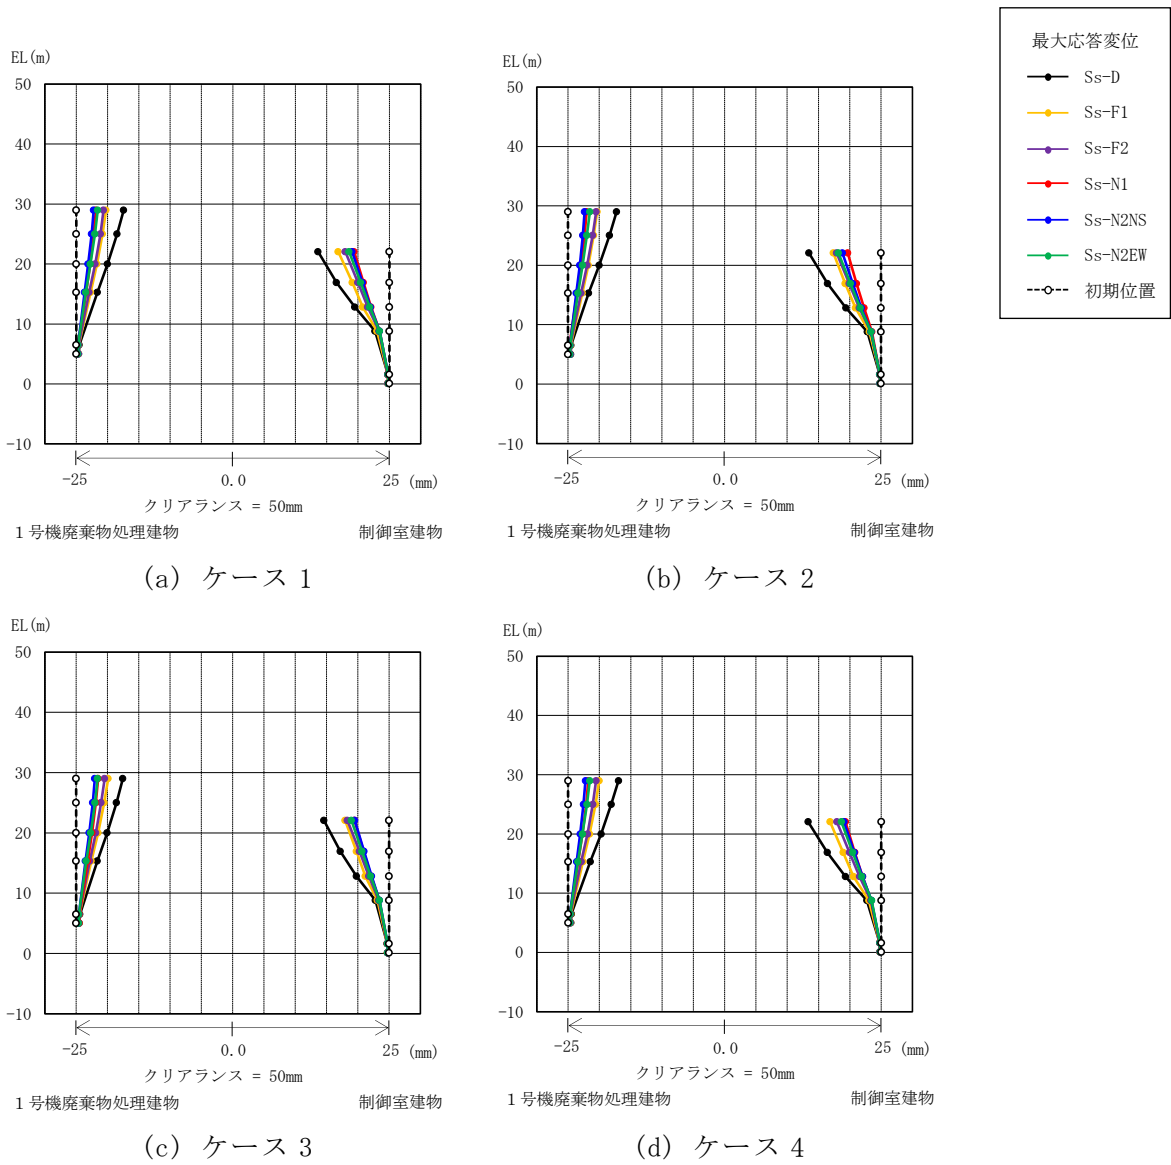 最大応答変位
Ss-D
Ss-F1
Ss-F2
Ss-N1
Ss-N2NS
Ss-N2EW
初期位置
EL(m)
50
40
30
20
10
0
-10
-25
0.0
25 (mm)
クリアランス = 50mm
1号機廃棄物処理建物 制御室建物
(a) ケース1
EL(m)
50
40
30
20
10
0
-10
-25
0.0
25 (mm)
クリアランス = 50mm
1号機廃棄物処理建物 制御室建物
(b) ケース2
EL(m)
50
40
30
20
10
0
-10
-25
0.0
25 (mm)
クリアランス = 50mm
1号機廃棄物処理建物 制御室建物
(c) ケース3
EL(m)
50
40
30
20
10
0
-10
-25
0.0
25 (mm)
クリアランス = 50mm
1号機廃棄物処理建物 制御室建物
(d) ケース4